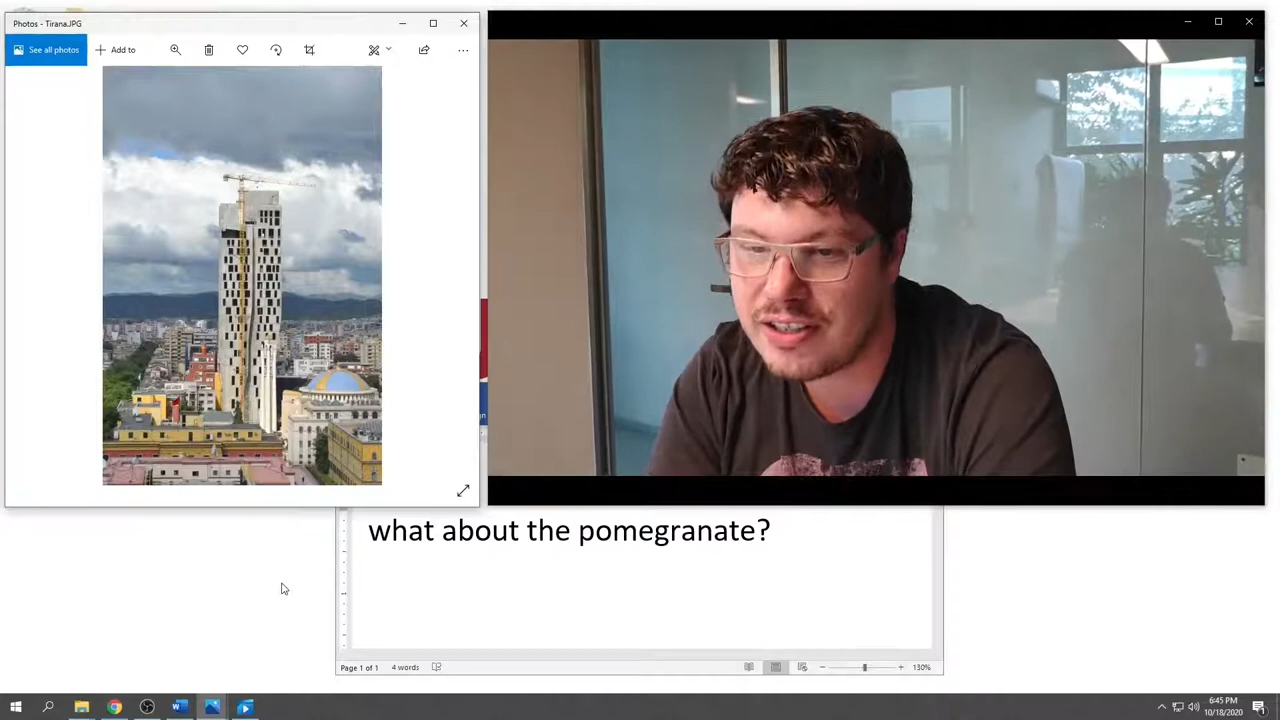 Photos - Tirana.JPG
See all photos
Add to
what about the pomegranate?
Page 1 of 1
4 words
130%
6:45 PM
10/18/2020